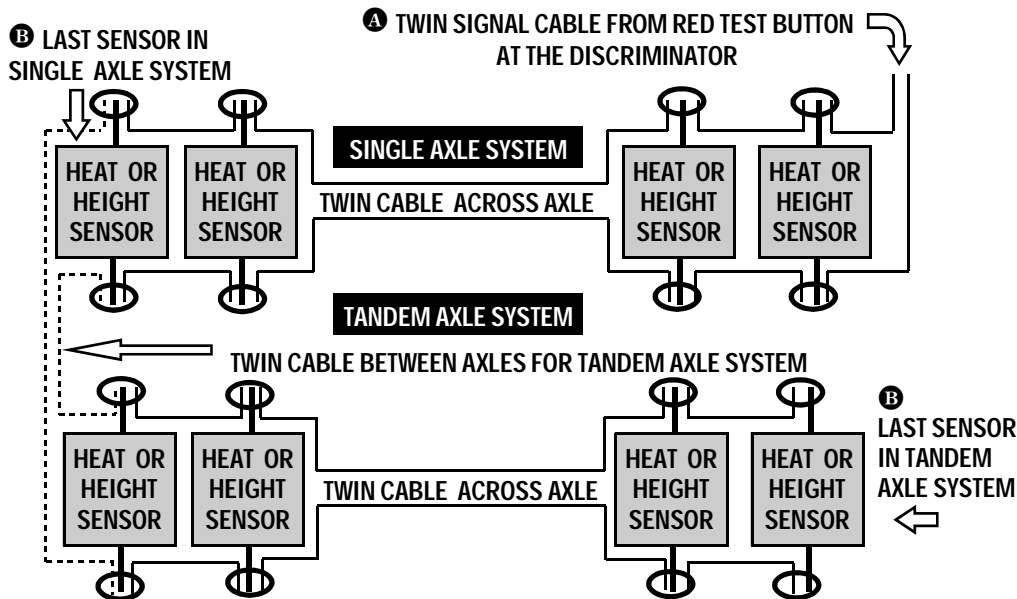 A TWIN SIGNAL CABLE FROM RED TEST BUTTON
AT THE DISCRIMINATOR
B LAST SENSOR IN
SINGLE AXLE SYSTEM
SINGLE AXLE SYSTEM
HEAT OR
HEIGHT
SENSOR
HEAT OR
HEIGHT
SENSOR
TWIN CABLE ACROSS AXLE
HEAT OR
HEIGHT
SENSOR
HEAT OR
HEIGHT
SENSOR
TANDEM AXLE SYSTEM
TWIN CABLE BETWEEN AXLES FOR TANDEM AXLE SYSTEM
HEAT OR
HEIGHT
SENSOR
HEAT OR
HEIGHT
SENSOR
TWIN CABLE ACROSS AXLE
HEAT OR
HEIGHT
SENSOR
HEAT OR
HEIGHT
SENSOR
B
LAST SENSOR
IN TANDEM
AXLE SYSTEM